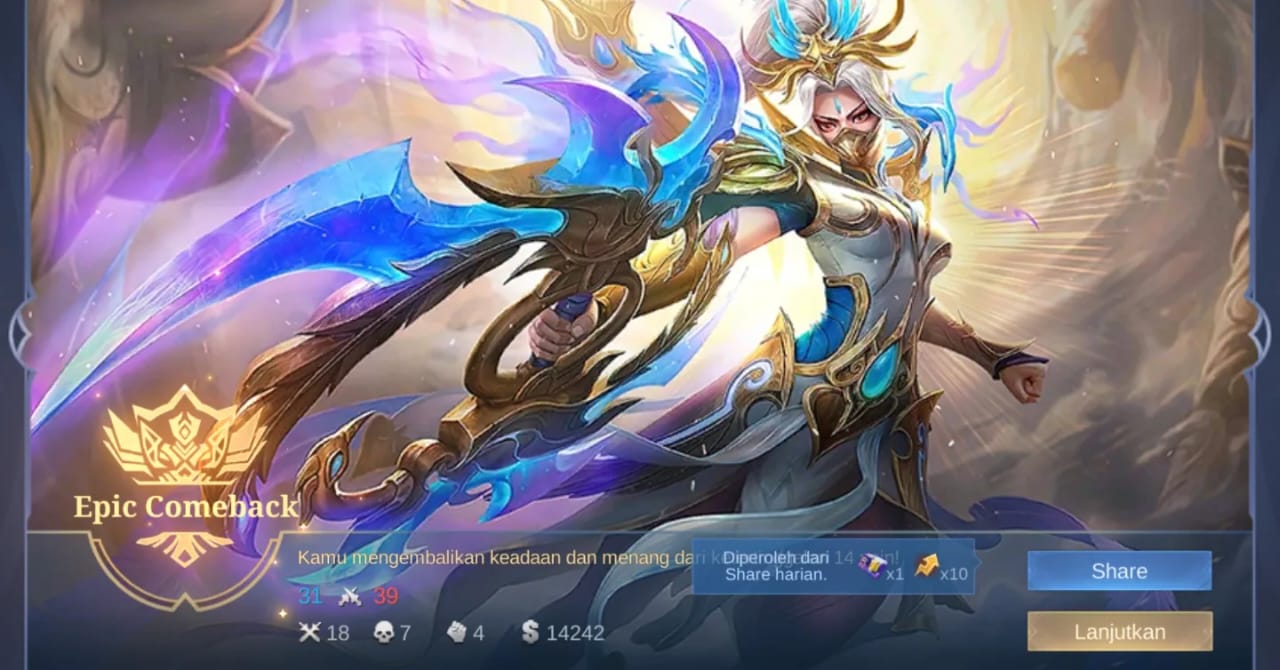 Epic Comeback
Kamu mengembalikan keadaan dan menang dari 14
Diperoleh dari
Share harian.
x1
x10
Share
31 39
18 7 4 14242
Lanjutkan